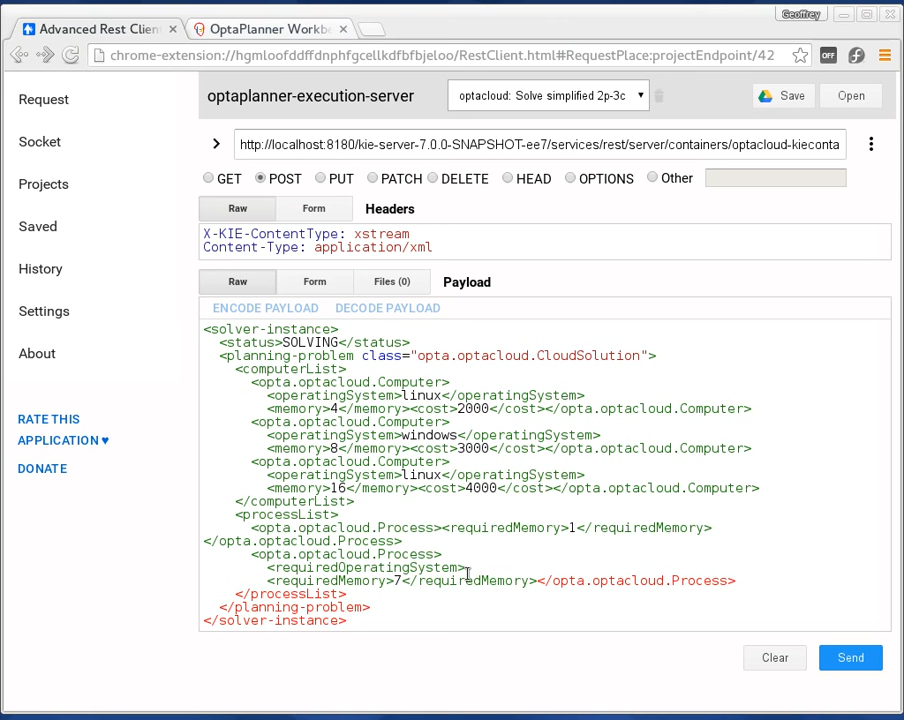 Geoffrey
Advanced Rest Clien ×
OptaPlanner Workbe ×
chrome-extension://hgmloofddffdnphfgcellkdfbfbjeloo/RestClient.html#RequestPlace:projectEndpoint/42
OFF
Request
Socket
Projects
Saved
History
Settings
About
RATE THIS
APPLICATION ♥
DONATE
optaplanner-execution-server
optacloud: Solve simplified 2p-3c
Save
Open
http://localhost:8180/kie-server-7.0.0-SNAPSHOT-ee7/services/rest/server/containers/optacloud-kieconta
GET POST PUT PATCH DELETE HEAD OPTIONS Other
Raw Form Headers
X-KIE-ContentType: xstream
Content-Type: application/xml
Raw Form Files (0) Payload
ENCODE PAYLOAD DECODE PAYLOAD
<solver-instance>
<status>SOLVING</status>
<planning-problem class="opta.optacloud.CloudSolution">
<computerList>
<opta.optacloud.Computer>
<operatingSystem>linux</operatingSystem>
<memory>4</memory><cost>2000</cost></opta.optacloud.Computer>
<opta.optacloud.Computer>
<operatingSystem>windows</operatingSystem>
<memory>8</memory><cost>3000</cost></opta.optacloud.Computer>
<opta.optacloud.Computer>
<operatingSystem>linux</operatingSystem>
<memory>16</memory><cost>4000</cost></opta.optacloud.Computer>
</computerList>
<processList>
<opta.optacloud.Process><requiredMemory>1</requiredMemory>
</opta.optacloud.Process>
<opta.optacloud.Process>
<requiredOperatingSystem>
<requiredMemory>7</requiredMemory></opta.optacloud.Process>
</processList>
</planning-problem>
</solver-instance>
Clear
Send